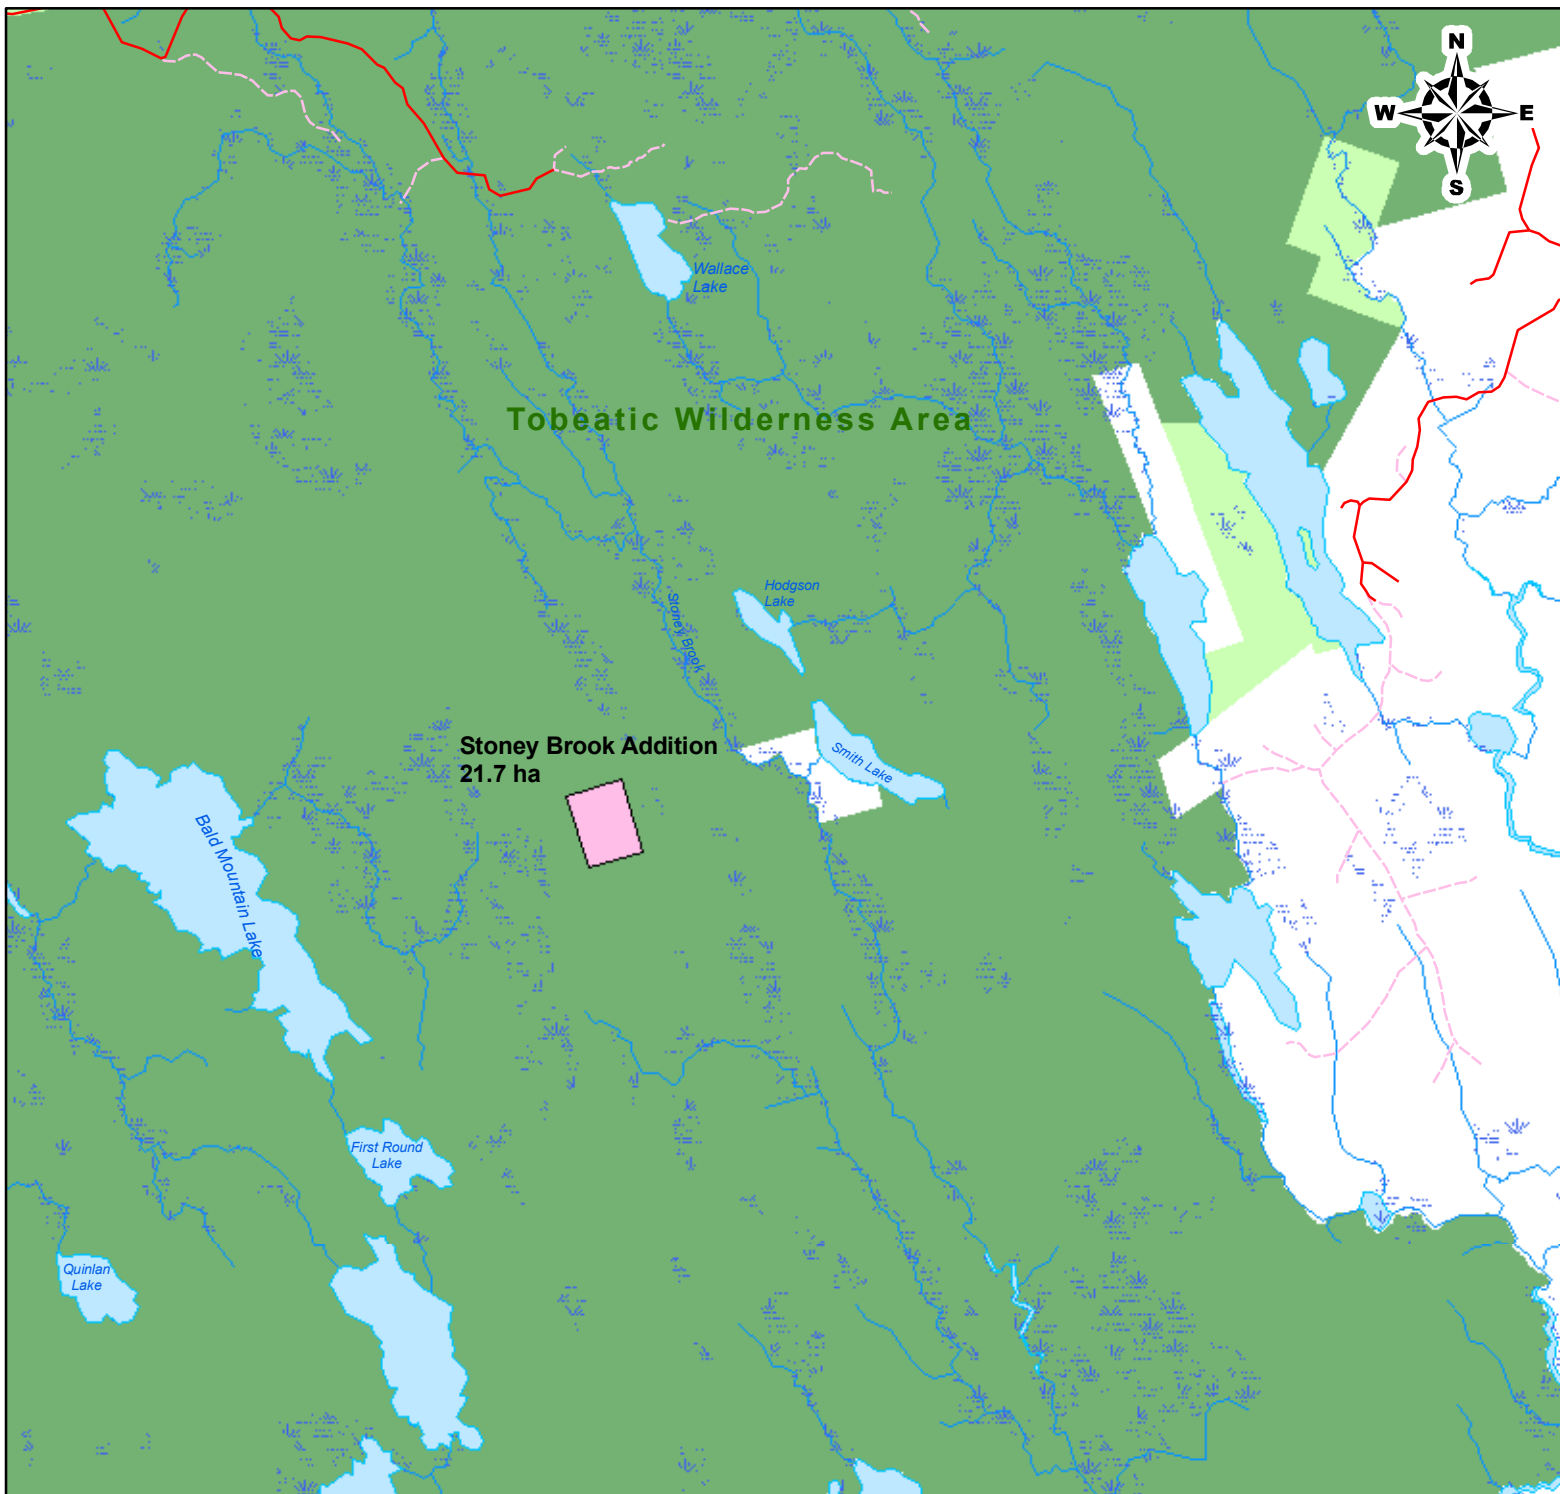 N
W
E
S
Wallace
Lake
Tobeatic Wilderness Area
Hodgson
Lake
Stoney Brook
Stoney Brook Addition
21.7 ha
Smith Lake
Bald Mountain Lake
First Round
Lake
Quinlan
Lake